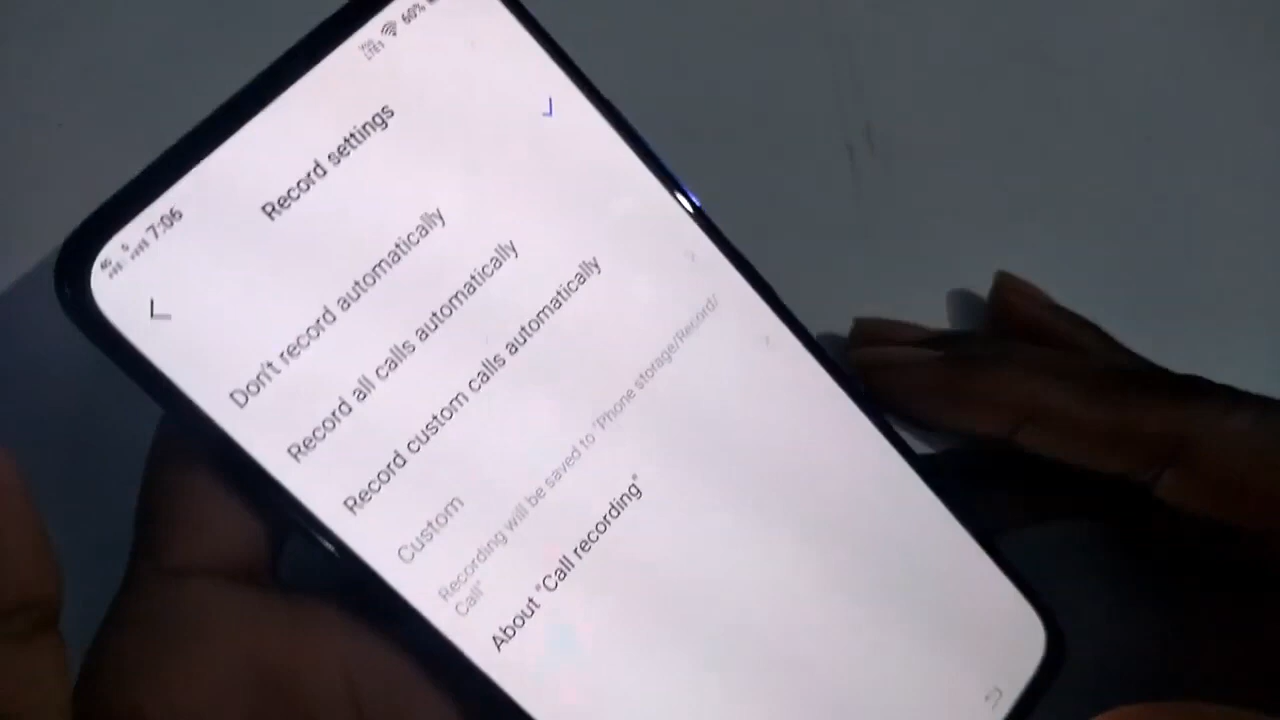 7:06
60%
Record settings
Don't record automatically
Record all calls automatically
Record custom calls automatically
Custom
Recording will be saved to "Phone storage/Record/
Call"
About "Call recording"